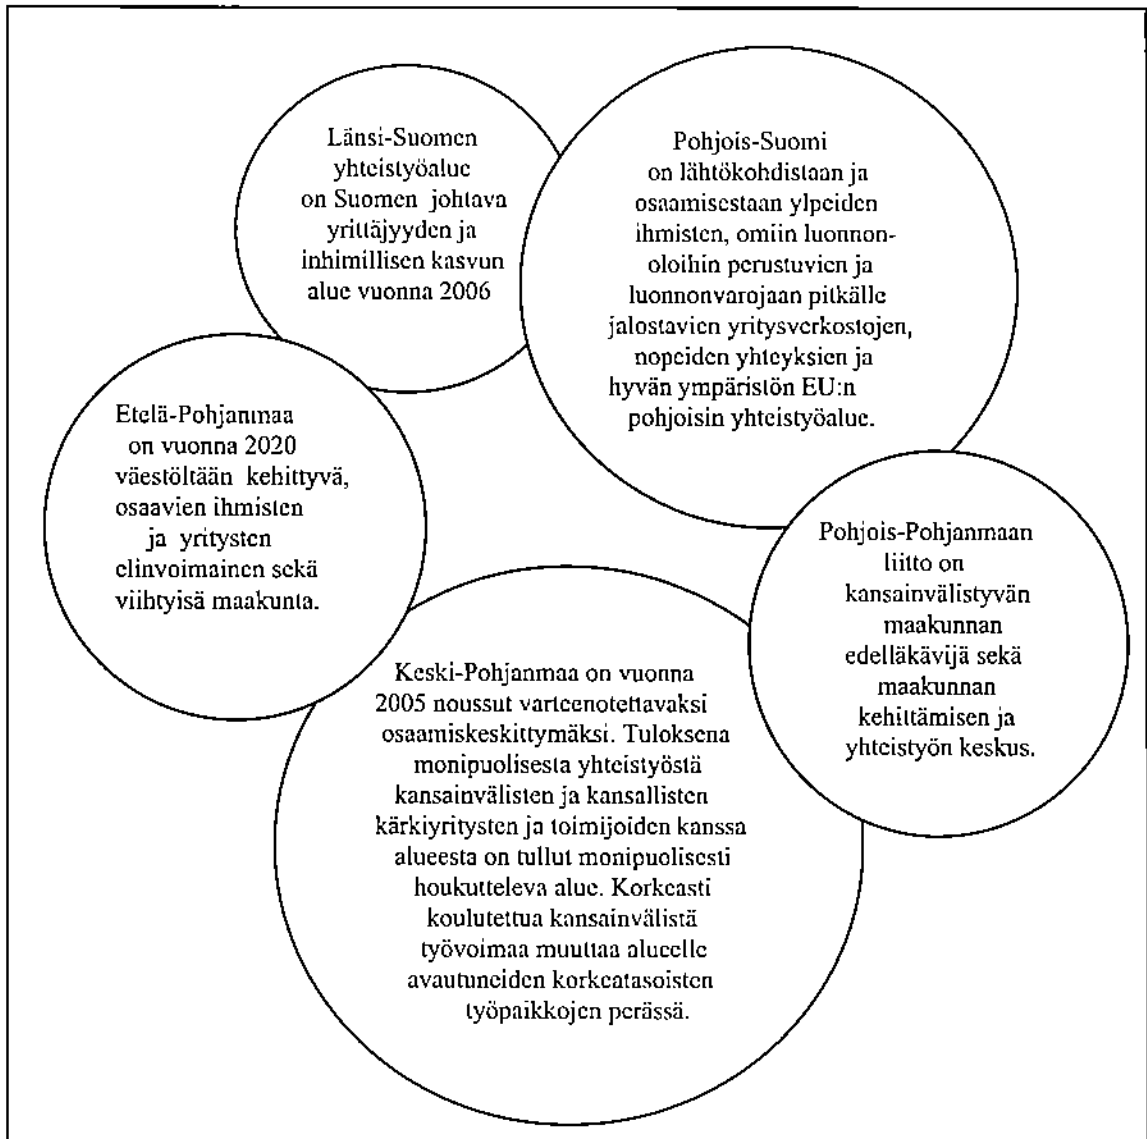 Länsi-Suomen
yhteistyöalue
on Suomen johtava
yrittäjyyden ja
inhimillisen kasvun
alue vuonna 2006
Pohjois-Suomi
on lähtökohdistaan ja
osaamisestaan ylpeiden
ihmisten, omiin luonnon-
oloihin perustuvien ja
luonnonvarojaan pitkälle
jalostavien yritysverkostojen,
nopeiden yhteyksien ja
hyvän ympäristön EU:n
pohjoisin yhteistyöalue.
Etelä-Pohjanmaa
on vuonna 2020
väestöltään kehittyvä,
osaavien ihmisten
ja yritysten
elinvoimainen sekä
viihtyisä maakunta.
Pohjois-Pohjanmaan
liitto on
kansainvälistyvän
maakunnan
edelläkävijä sekä
maakunnan
kehittämisen ja
yhteistyön keskus.
Keski-Pohjanmaa on vuonna
2005 noussut varteenotettavaksi
osaamiskeskittymäksi. Tuloksena
monipuolisesta yhteistyöstä
kansainvälisten ja kansallisten
kärkiyritysten ja toimijoiden kanssa
alueesta on tullut monipuolisesti
houkutteleva alue. Korkeasti
koulutettua kansainvälistä
työvoimaa muuttaa alueelle
avautuneiden korkeatasoisten
työpaikkojen perässä.